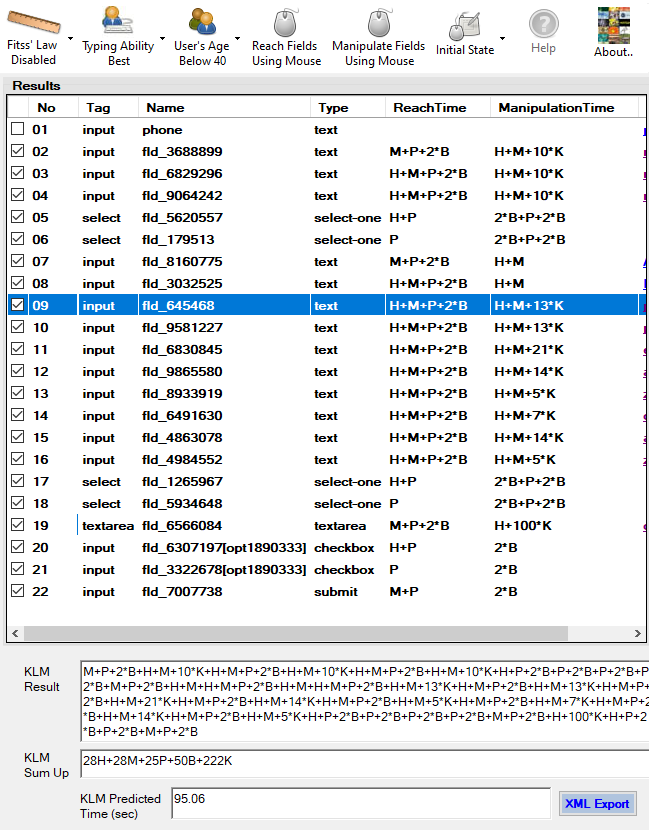 Fitss' Law Disabled
Typing Ability Best
User's Age Below 40
Reach Fields Using Mouse
Manipulate Fields Using Mouse
Initial State
Help
About..
Results
No Tag Name Type ReachTime ManipulationTime
01 input phone text
02 input fld_3688899 text M+P+2*B H+M+10*K
03 input fld_6829296 text H+M+P+2*B H+M+10*K
04 input fld_9064242 text H+M+P+2*B H+M+10*K
05 select fld_5620557 select-one H+P 2*B+P+2*B
06 select fld_179513 select-one P 2*B+P+2*B
07 input fld_8160775 text M+P+2*B H+M
08 input fld_3032525 text H+M+P+2*B H+M
09 input fld_645468 text H+M+P+2*B H+M+13*K
10 input fld_9581227 text H+M+P+2*B H+M+13*K
11 input fld_6830845 text H+M+P+2*B H+M+21*K
12 input fld_9865580 text H+M+P+2*B H+M+14*K
13 input fld_8933919 text H+M+P+2*B H+M+5*K
14 input fld_6491630 text H+M+P+2*B H+M+7*K
15 input fld_4863078 text H+M+P+2*B H+M+14*K
16 input fld_4984552 text H+M+P+2*B H+M+5*K
17 select fld_1265967 select-one H+P 2*B+P+2*B
18 select fld_5934648 select-one P 2*B+P+2*B
19 textarea fld_6566084 textarea M+P+2*B H+100*K
20 input fld_6307197[opt1890333] checkbox H+P 2*B
21 input fld_3322678[opt1890333] checkbox P 2*B
22 input fld_7007738 submit M+P 2*B
KLM Result
M+P+2*B+H+M+10*K+H+M+P+2*B+H+M+10*K+H+M+P+2*B+H+M+10*K+H+P+2*B+P+2*B+P+2*B+P+
2*B+M+P+2*B+H+M+H+M+P+2*B+H+M+H+M+P+2*B+H+M+13*K+H+M+P+2*B+H+M+13*K+H+M+P+
2*B+H+M+21*K+H+M+P+2*B+H+M+14*K+H+M+P+2*B+H+M+5*K+H+M+P+2*B+H+M+7*K+H+M+P+2
*B+H+M+14*K+H+M+P+2*B+H+M+5*K+H+P+2*B+P+2*B+P+2*B+P+2*B+M+P+2*B+H+100*K+H+P+2
*B+P+2*B+M+P+2*B
KLM Sum Up
28H+28M+25P+50B+222K
KLM Predicted Time (sec)
95.06
XML Export